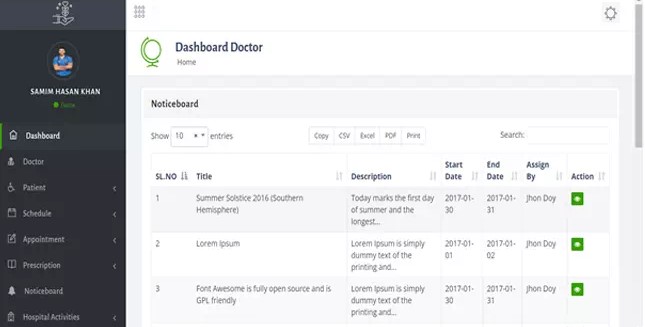 Dashboard Doctor
Home
SAMIM HASAN KHAN
Dashboard
Doctor
Patient
Schedule
Appointment
Prescription
Noticeboard
Hospital Activities
Noticeboard
Show 10 entries
Copy CSV Excel PDF Print
Search:
SL.NO Title Description Start Date End Date Assign By Action
1 Summer Solstice 2016 (Southern Hemisphere) Today marks the first day of summer and the longest... 2017-01-30 2017-01-31 Jhon Doy
2 Lorem Ipsum Lorem Ipsum is simply dummy text of the printing and... 2017-01-01 2017-01-02 Jhon Doy
3 Font Awesome is fully open source and is GPL friendly Lorem Ipsum is simply dummy text of the printing and... 2017-01-30 2017-01-31 Jhon Doy